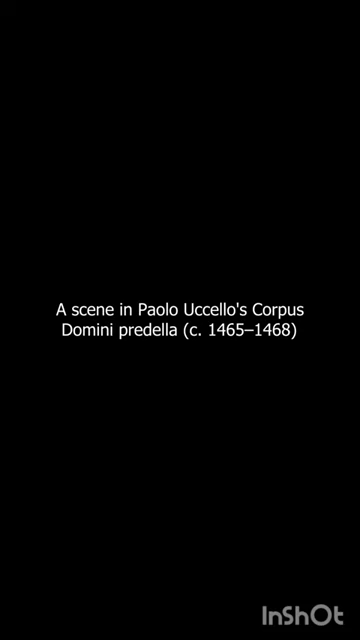 A scene in Paolo Uccello's Corpus
Domini predella (c. 1465–1468)
InShOt